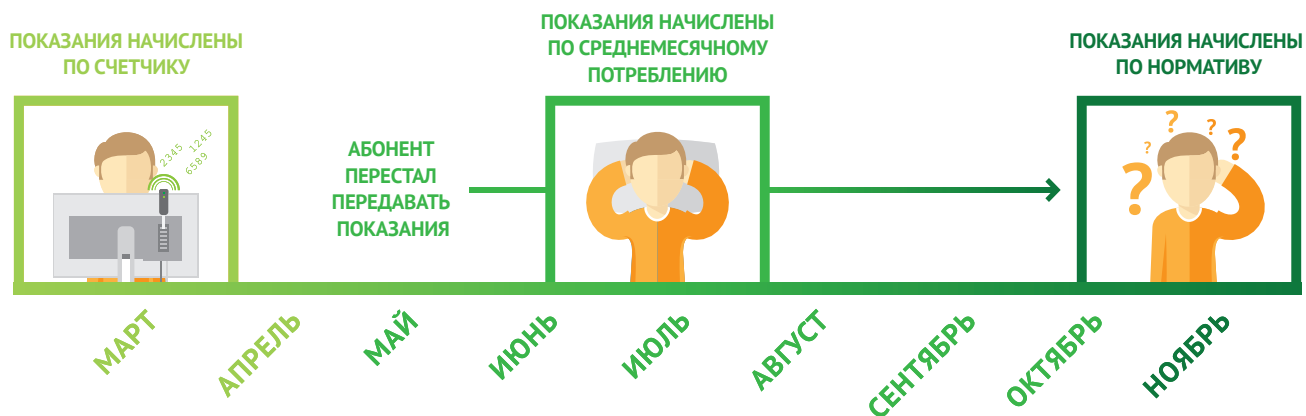 ПОКАЗАНИЯ НАЧИСЛЕНЫ
ПО СЧЕТЧИКУ
2345 1245
6589
АБОНЕНТ
ПЕРЕСТАЛ
ПЕРЕДАВАТЬ
ПОКАЗАНИЯ
ПОКАЗАНИЯ НАЧИСЛЕНЫ
ПО СРЕДНЕМЕСЯЧНОМУ
ПОТРЕБЛЕНИЮ
ПОКАЗАНИЯ НАЧИСЛЕНЫ
ПО НОРМАТИВУ
?
?
?
?
?
МАРТ
АПРЕЛЬ
МАЙ
ИЮНЬ
ИЮЛЬ
АВГУСТ
СЕНТЯБРЬ
ОКТЯБРЬ
НОЯБРЬ